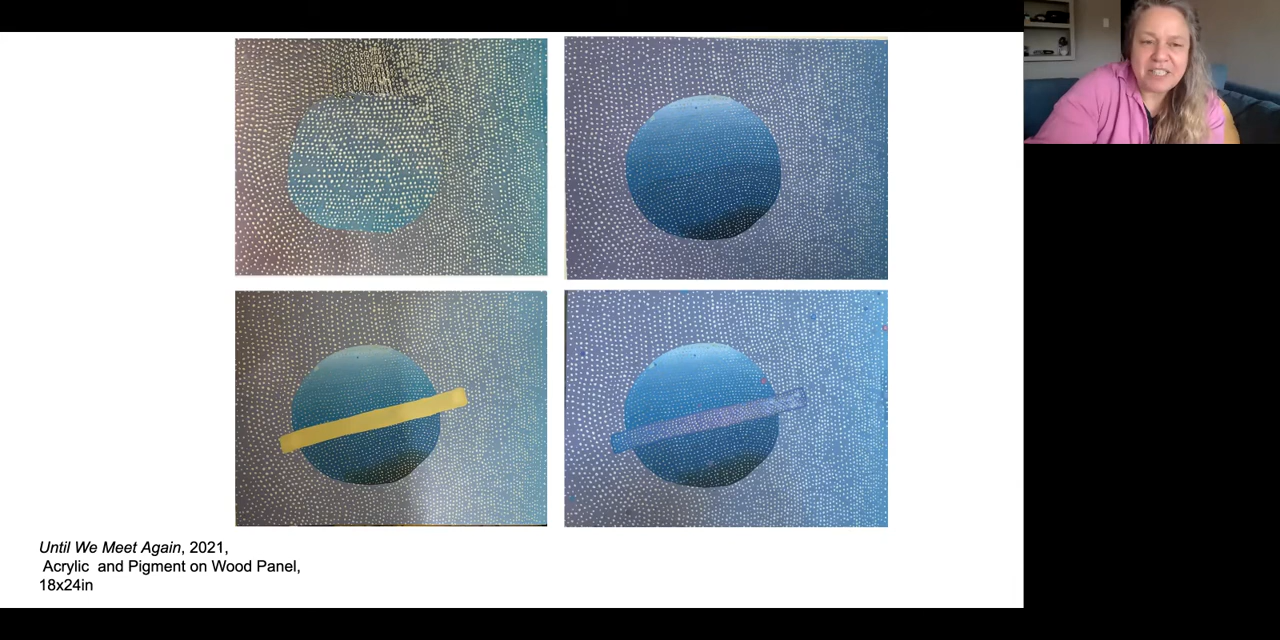 Until We Meet Again, 2021,
Acrylic and Pigment on Wood Panel,
18x24in